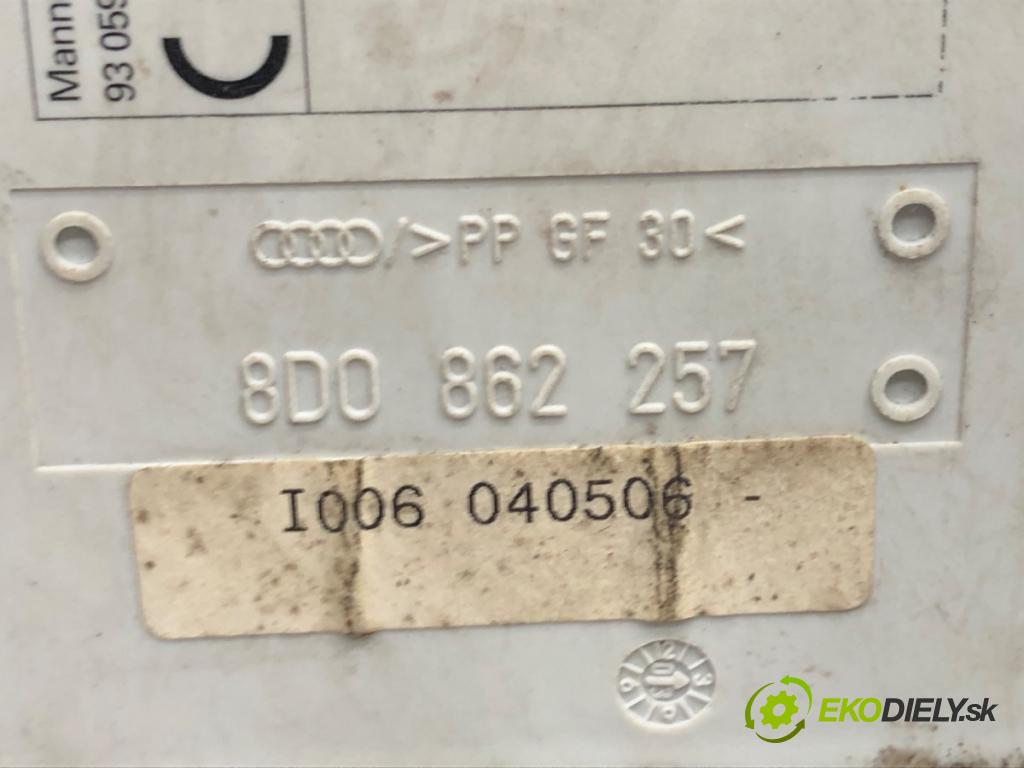 Mann
93 059
>PP GF 30<
8D0 862 257
I006 040506 -
EKODIELY.sk